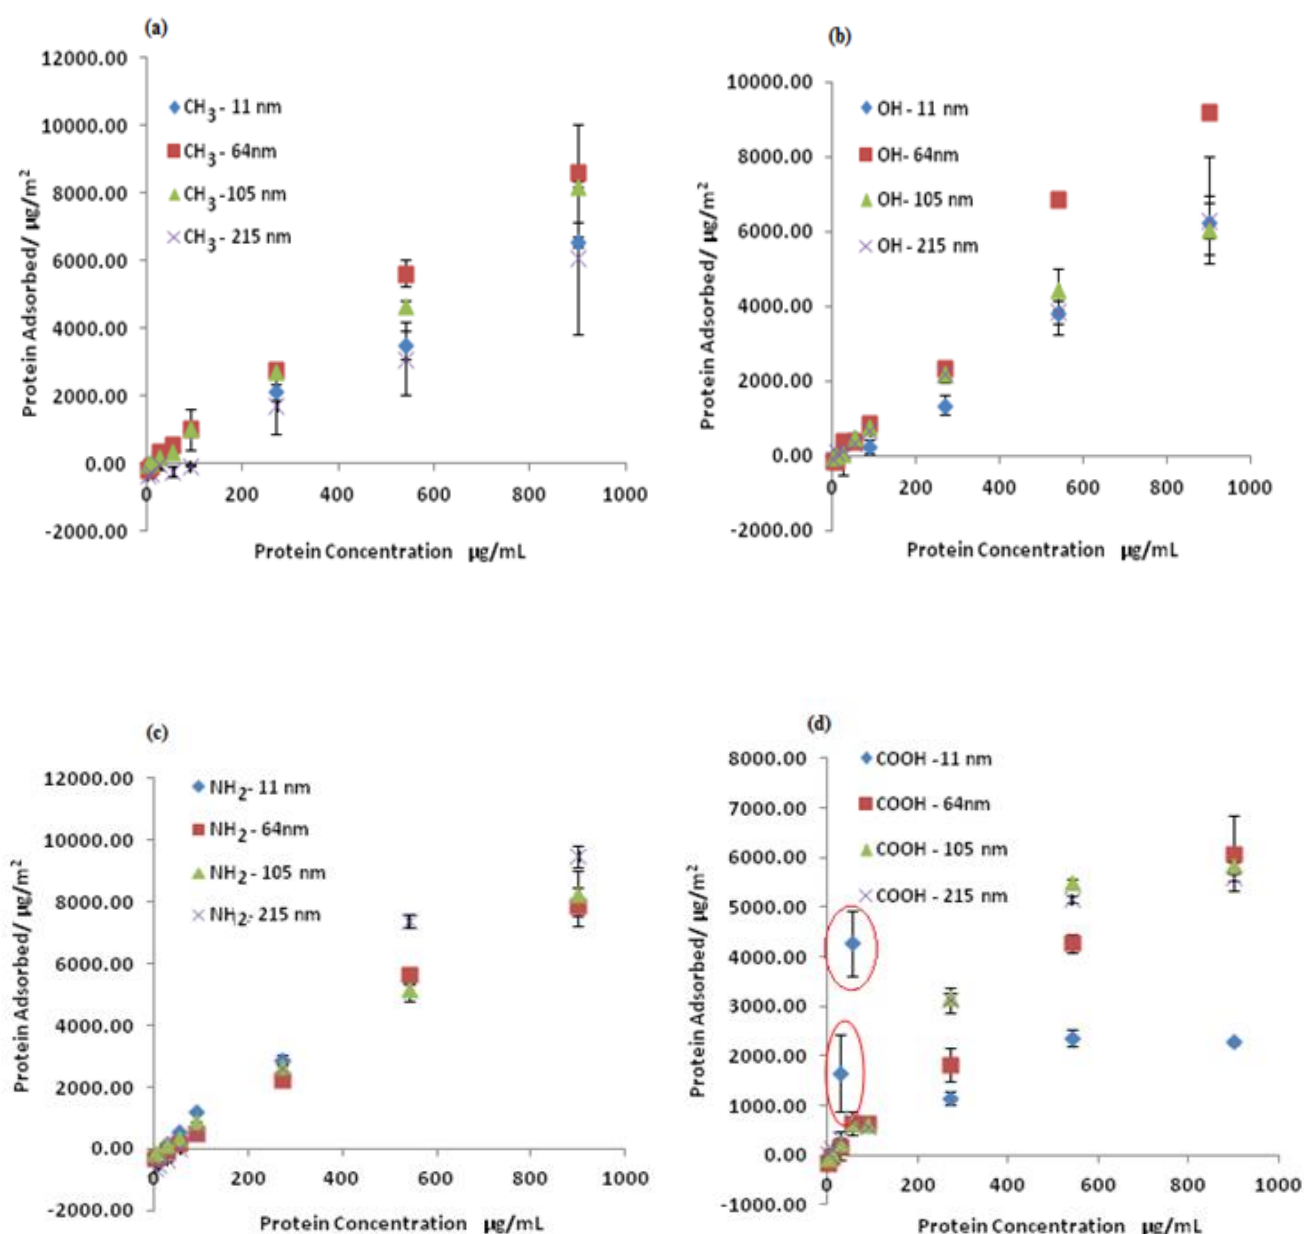 (a)
12000.00
10000.00
8000.00
6000.00
4000.00
2000.00
0.00
-2000.00
Protein Adsorbed/ µg/m²
CH₃ - 11 nm
CH₃ - 64nm
CH₃ -105 nm
CH₃ - 215 nm
0 200 400 600 800 1000
Protein Concentration µg/mL
(b)
10000.00
8000.00
6000.00
4000.00
2000.00
0.00
-2000.00
Protein Adsorbed/ µg/m²
OH - 11 nm
OH- 64nm
OH- 105 nm
OH - 215 nm
0 200 400 600 800 1000
Protein Concentration µg/mL
(c)
12000.00
10000.00
8000.00
6000.00
4000.00
2000.00
0.00
-2000.00
Protein Adsorbed/ µg/m²
NH₂- 11 nm
NH₂ - 64nm
NH₂ - 105 nm
NH₂- 215 nm
0 200 400 600 800 1000
Protein Concentration µg/mL
(d)
8000.00
7000.00
6000.00
5000.00
4000.00
3000.00
2000.00
1000.00
0.00
-1000.00
Protein Adsorbed/ µg/m²
COOH -11 nm
COOH - 64nm
COOH - 105 nm
COOH - 215 nm
0 200 400 600 800 1000
Protein Concentration µg/mL